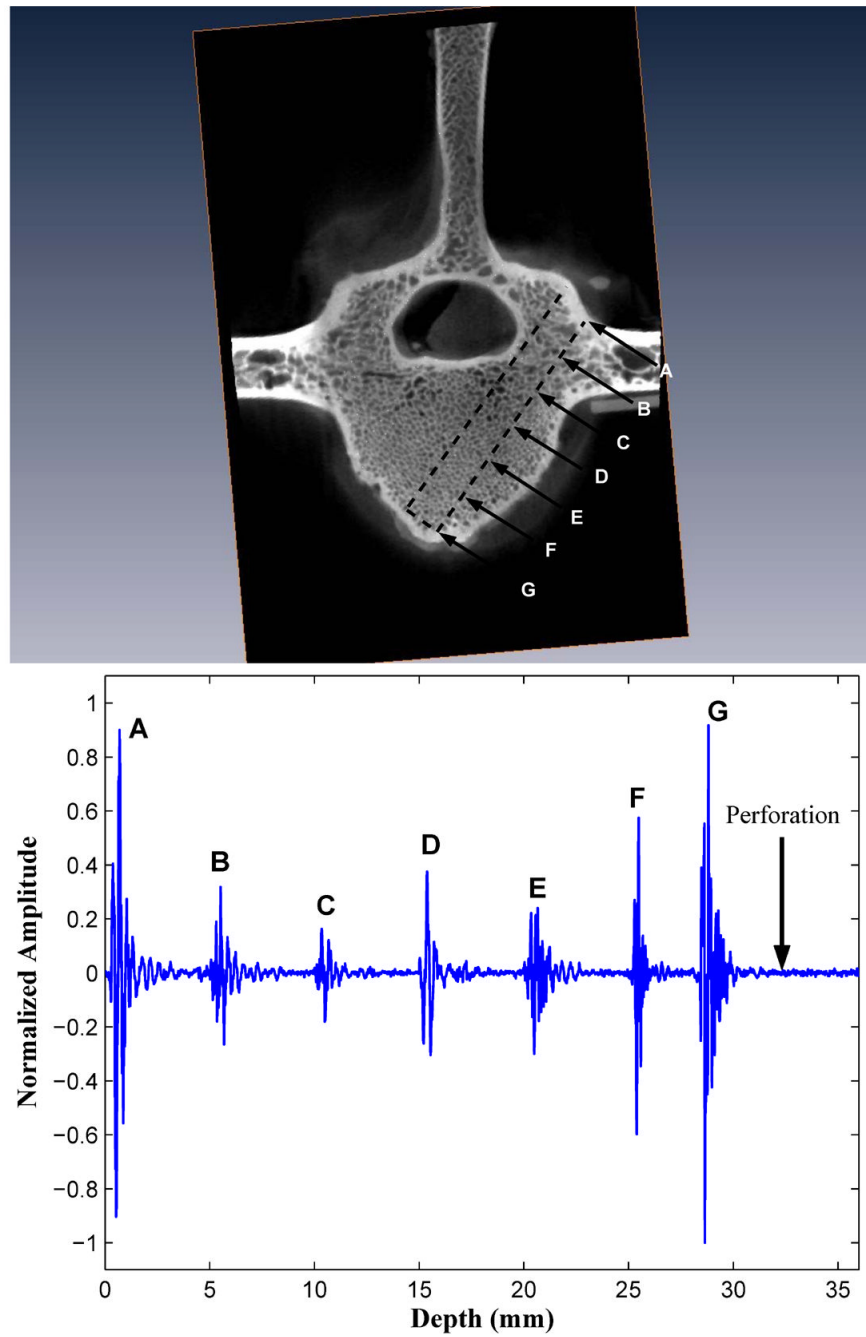 A
B
C
D
E
F
G
1
0.8
0.6
0.4
0.2
0
−0.2
−0.4
−0.6
−0.8
−1
Normalized Amplitude
A
B
C
D
E
F
G
Perforation
0
5
10
15
20
25
30
35
Depth (mm)